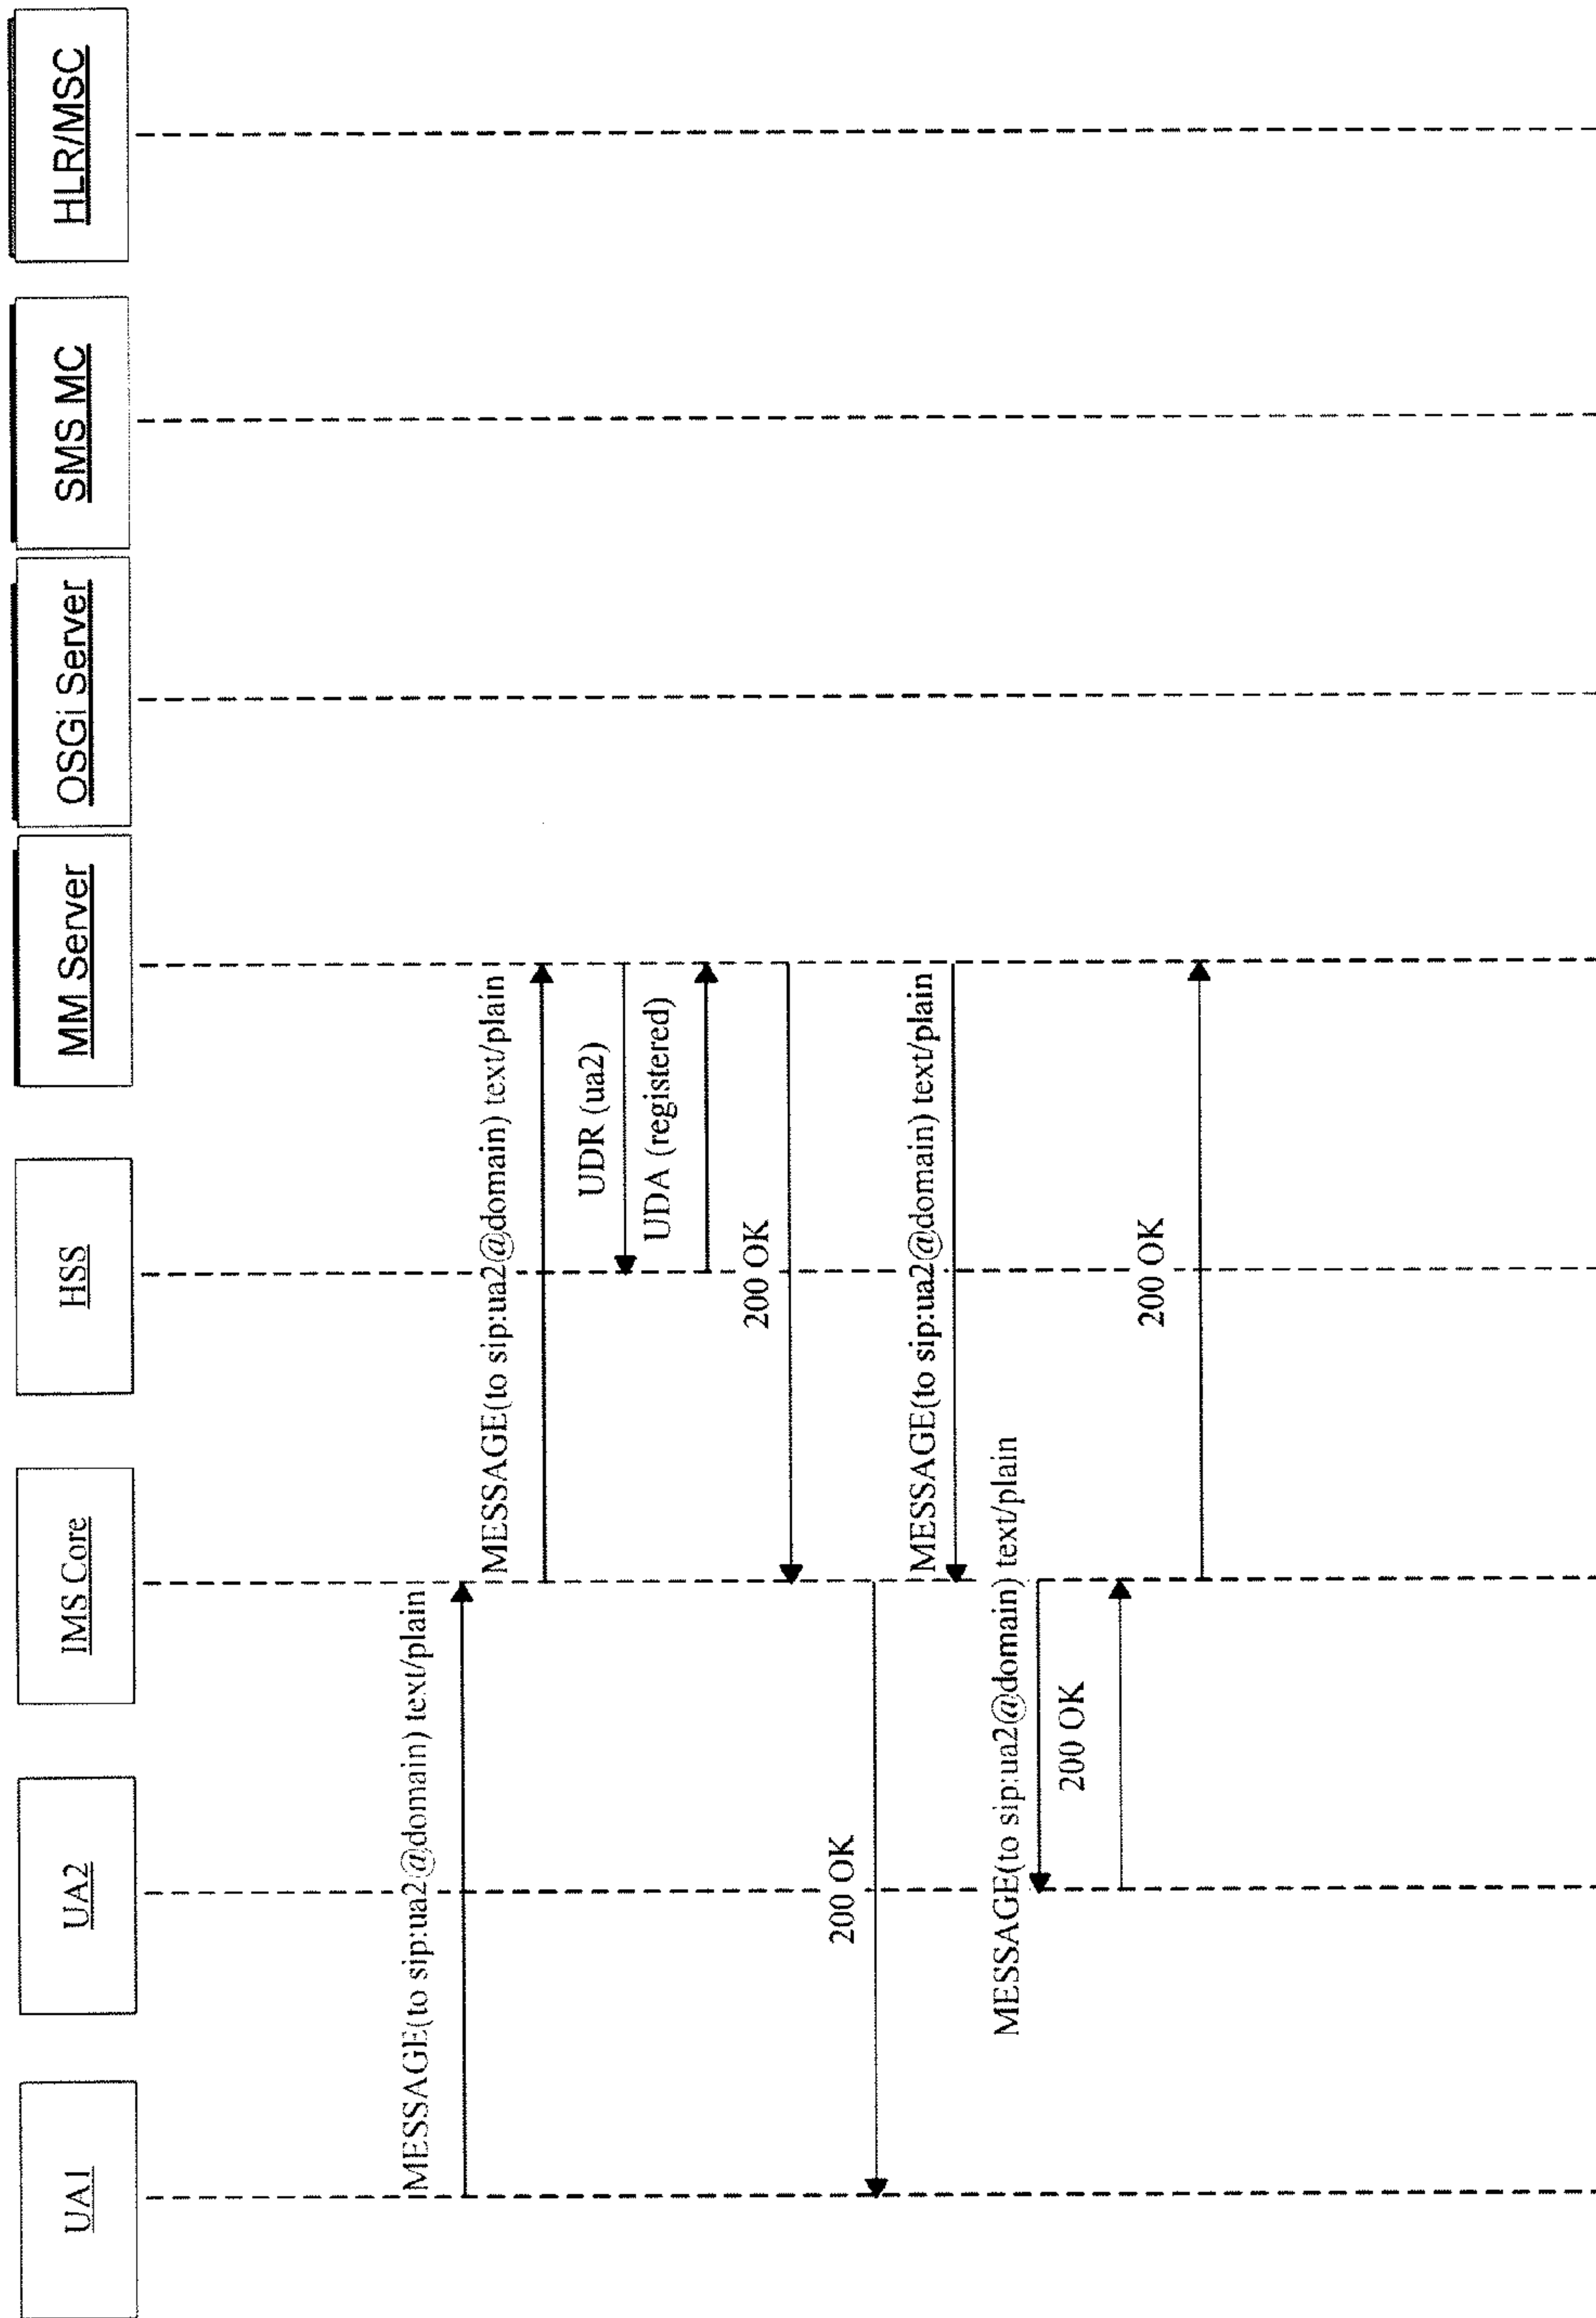 UA1
UA2
IMS Core
HSS
MM Server
OSGi Server
SMS MC
HLR/MSC
MESSAGE(to sip:ua2@domain) text/plain
MESSAGE(to sip:ua2@domain) text/plain
UDR (ua2)
UDA (registered)
200 OK
200 OK
MESSAGE(to sip:ua2@domain) text/plain
MESSAGE(to sip:ua2@domain) text/plain
200 OK
200 OK